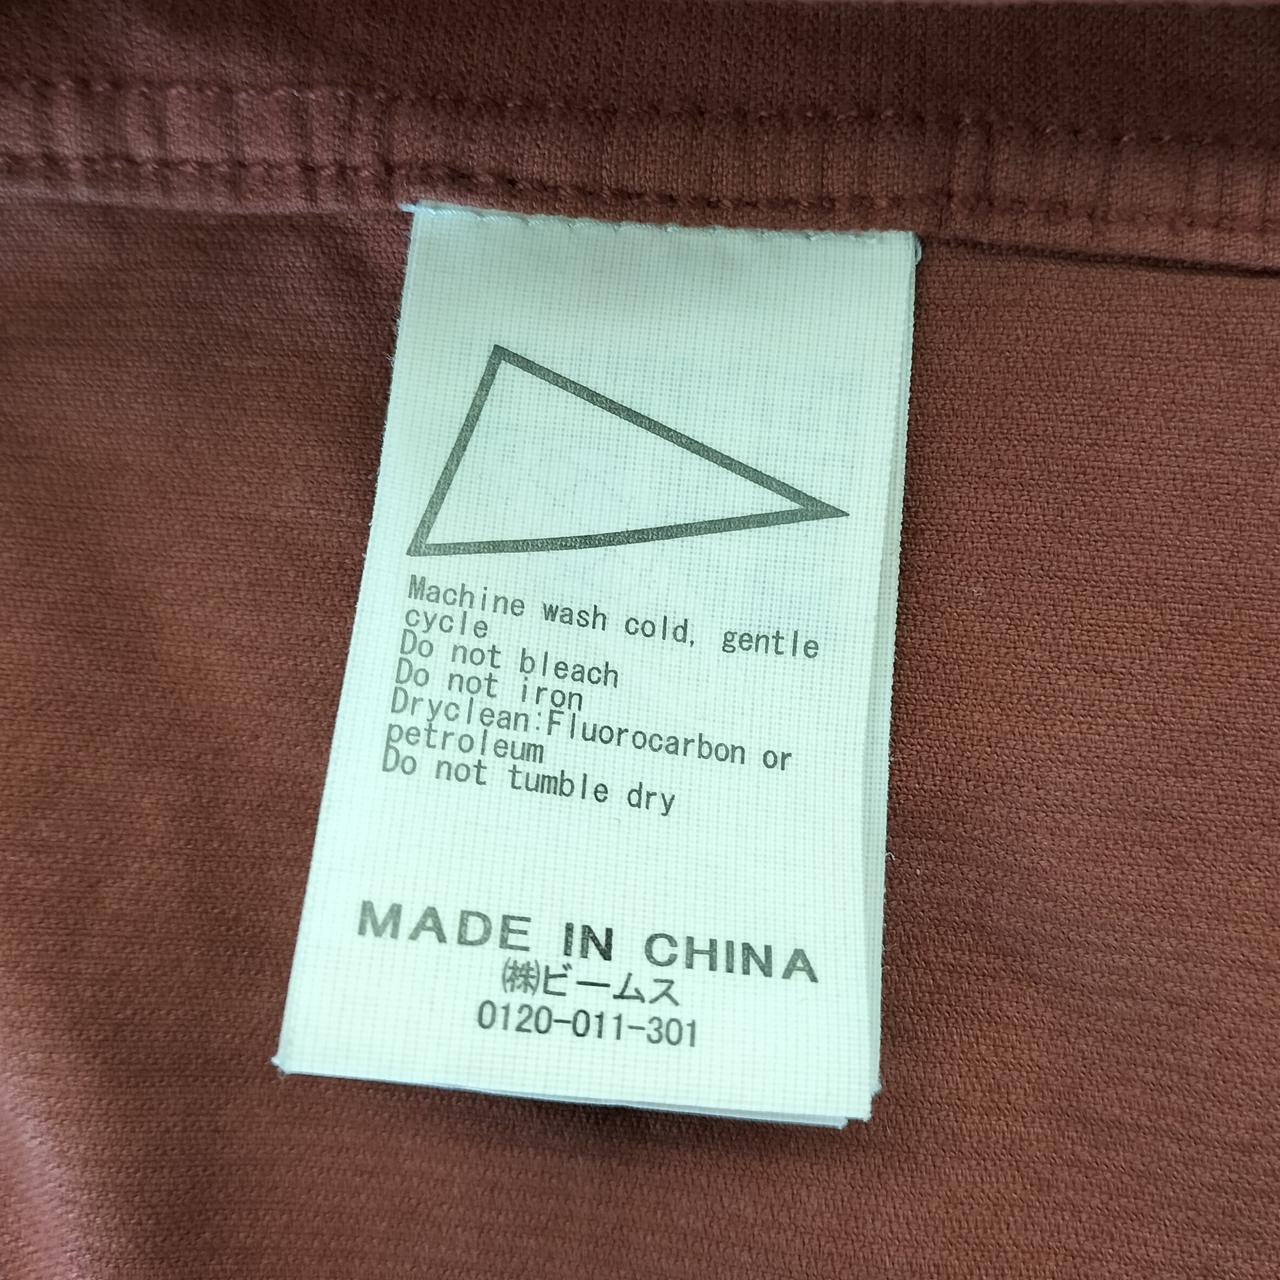 Machine wash cold, gentle
cycle
Do not bleach
Do not iron
Dryclean:Fluorocarbon or
petroleum
Do not tumble dry
MADE IN CHINA
㈱ビームス
0120-011-301